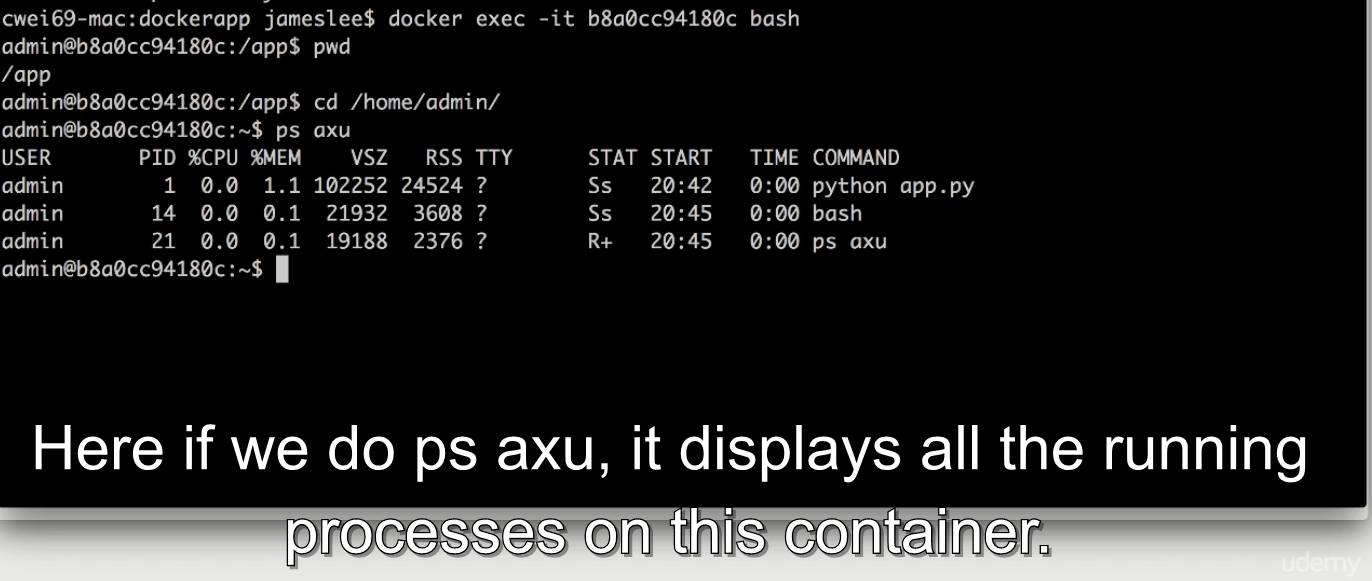 cwei69-mac:dockerapp jameslee$ docker exec -it b8a0cc94180c bash
admin@b8a0cc94180c:/app$ pwd
/app
admin@b8a0cc94180c:/app$ cd /home/admin/
admin@b8a0cc94180c:~$ ps axu
USER       PID %CPU %MEM    VSZ   RSS TTY      STAT START   TIME COMMAND
admin        1  0.0  1.1 102252 24524 ?        Ss   20:42   0:00 python app.py
admin       14  0.0  0.1  21932  3608 ?        Ss   20:45   0:00 bash
admin       21  0.0  0.1  19188  2376 ?        R+   20:45   0:00 ps axu
admin@b8a0cc94180c:~$
Here if we do ps axu, it displays all the running
processes on this container.
udemy